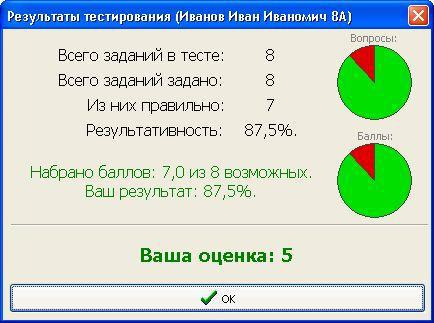 Результаты тестирования (Иванов Иван Иваномич 8А)
Всего заданий в тесте: 8
Всего заданий задано: 8
Из них правильно: 7
Результативность: 87,5%.
Вопросы:
Баллы:
Набрано баллов: 7,0 из 8 возможных.
Ваш результат: 87,5%.
Ваша оценка: 5
ОК